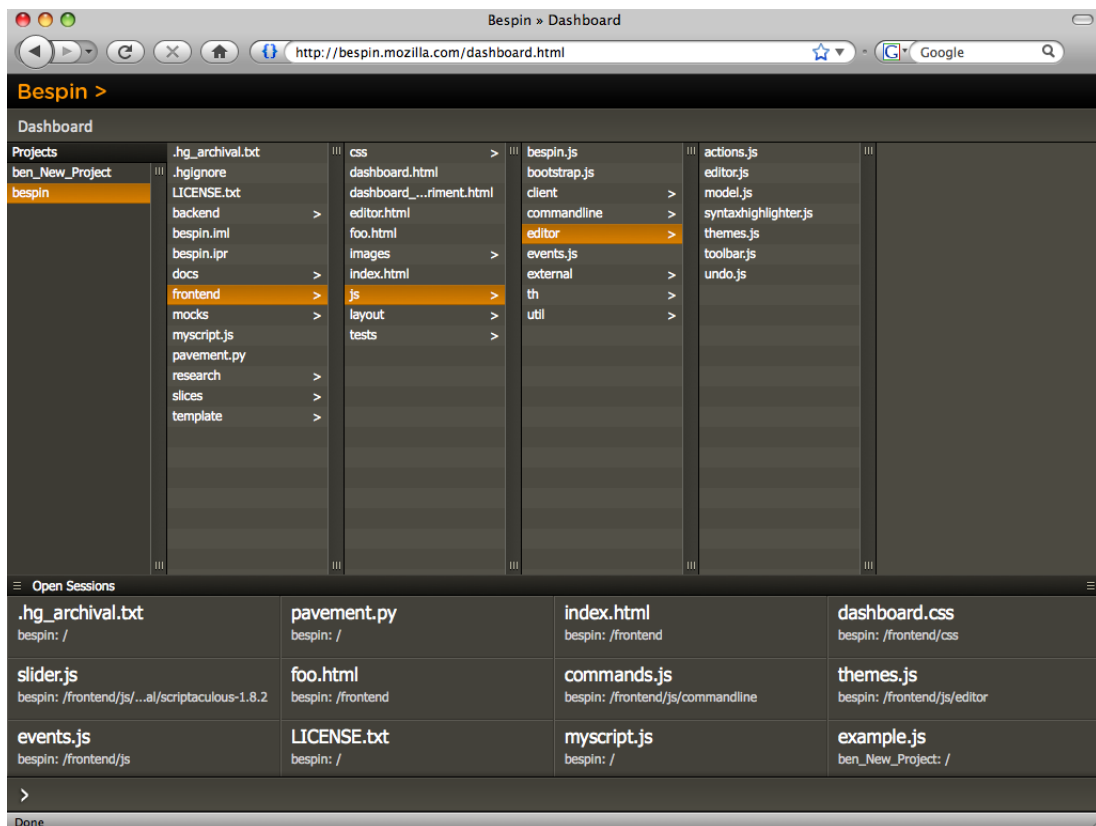 Bespin » Dashboard
http://bespin.mozilla.com/dashboard.html
Google
Bespin >
Dashboard
Projects
ben_New_Project
bespin
.hg_archival.txt
.hgignore
LICENSE.txt
backend >
bespin.iml
bespin.ipr
docs >
frontend >
mocks >
myscript.js
pavement.py
research >
slices >
template >
css >
dashboard.html
dashboard_...riment.html
editor.html
foo.html
images >
index.html
js >
layout >
tests >
bespin.js
bootstrap.js
client >
commandline >
editor >
events.js
external >
th >
util >
actions.js
editor.js
model.js
syntaxhighlighter.js
themes.js
toolbar.js
undo.js
Open Sessions
.hg_archival.txt
bespin: /
pavement.py
bespin: /
index.html
bespin: /frontend
dashboard.css
bespin: /frontend/css
slider.js
bespin: /frontend/js/...al/scriptaculous-1.8.2
foo.html
bespin: /frontend
commands.js
bespin: /frontend/js/commandline
themes.js
bespin: /frontend/js/editor
events.js
bespin: /frontend/js
LICENSE.txt
bespin: /
myscript.js
bespin: /
example.js
ben_New_Project: /
>
Done